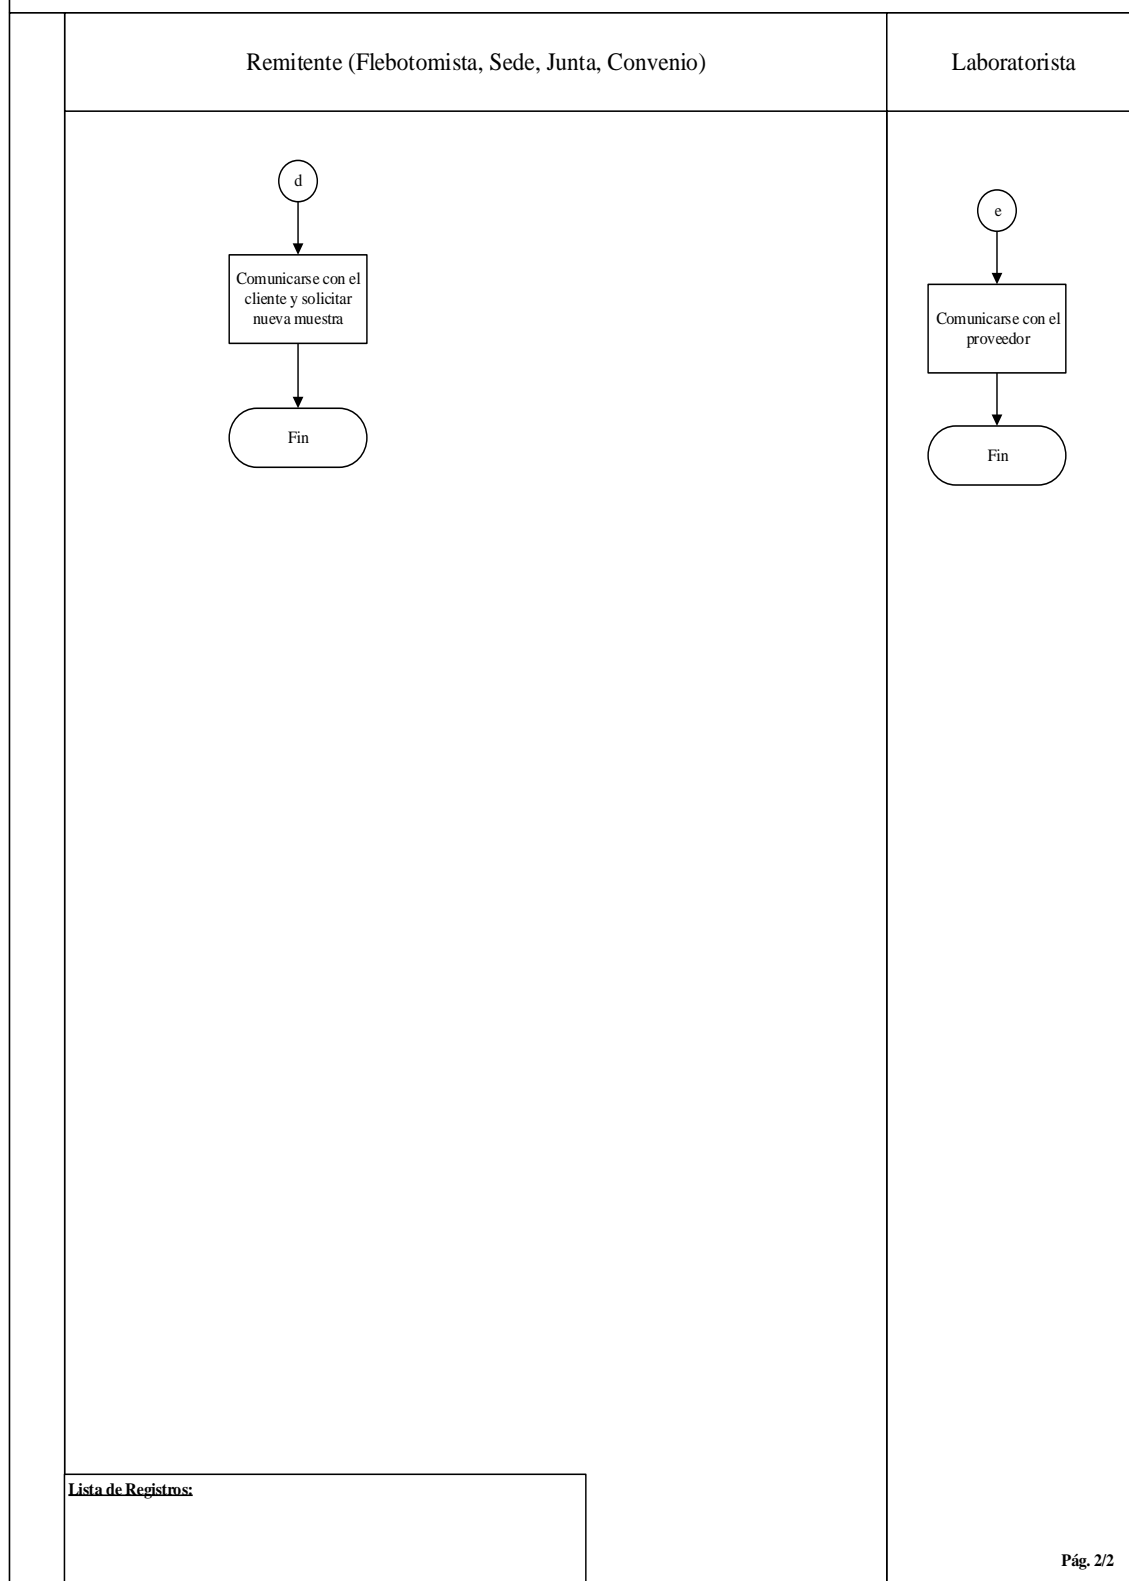 Remitente (Flebotomista, Sede, Junta, Convenio)
Laboratorista
d
Comunicarse con el
cliente y solicitar
nueva muestra
Fin
e
Comunicarse con el
proveedor
Fin
Lista de Registros:
Pág. 2/2